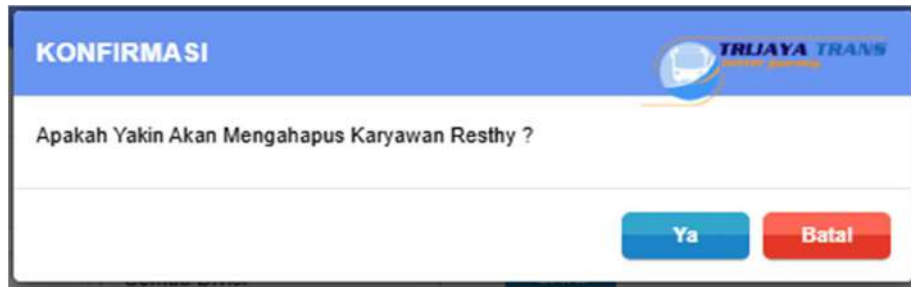 KONFIRMASI
TRIJAYA TRANS
Apakah Yakin Akan Mengahapus Karyawan Resthy ?
Ya
Batal